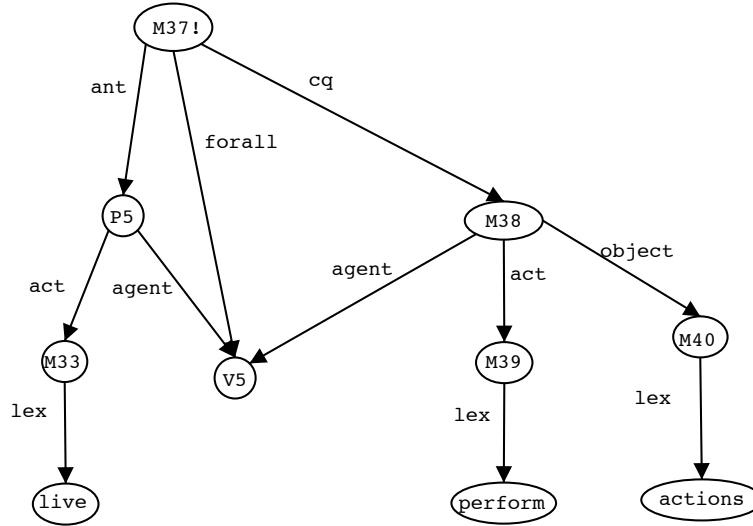 M37!
cq
ant
forall
P5
M38
object
agent
act
act
agent
M40
M33
M39
V5
lex
lex
lex
live
perform
actions